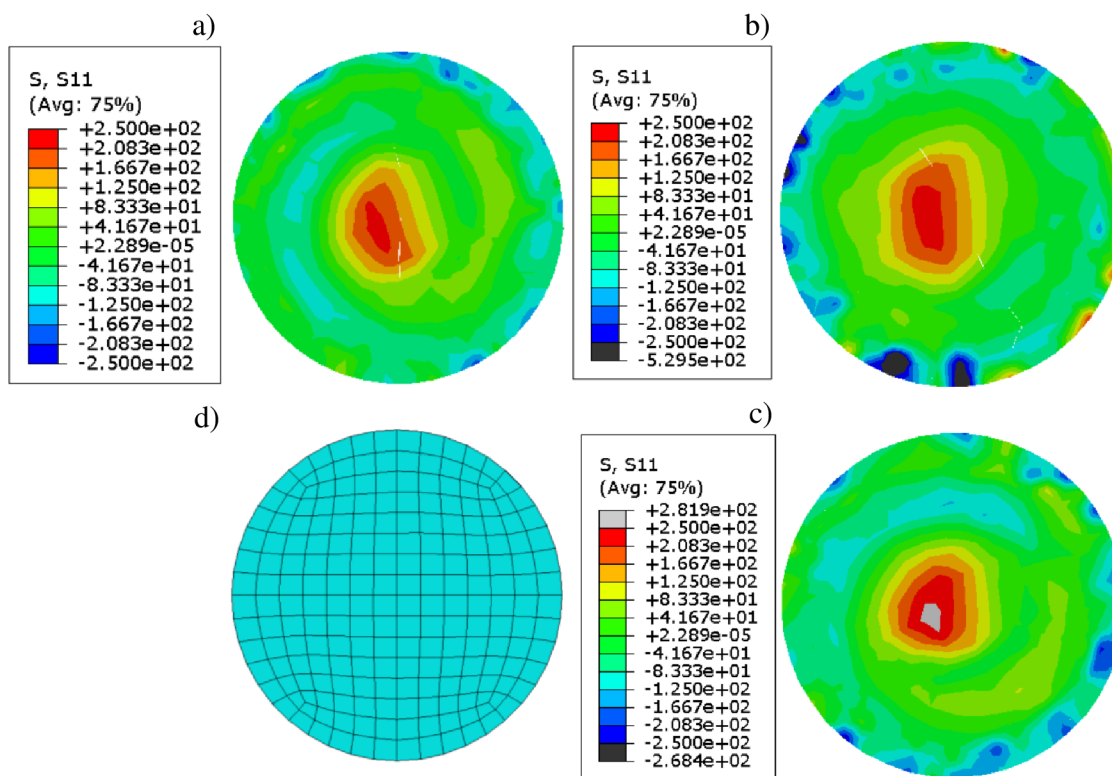 a)
S, S11
(Avg: 75%)
+2.500e+02
+2.083e+02
+1.667e+02
+1.250e+02
+8.333e+01
+4.167e+01
+2.289e-05
-4.167e+01
-8.333e+01
-1.250e+02
-1.667e+02
-2.083e+02
-2.500e+02
b)
S, S11
(Avg: 75%)
+2.500e+02
+2.083e+02
+1.667e+02
+1.250e+02
+8.333e+01
+4.167e+01
+2.289e-05
-4.167e+01
-8.333e+01
-1.250e+02
-1.667e+02
-2.083e+02
-2.500e+02
-5.295e+02
d)
c)
S, S11
(Avg: 75%)
+2.819e+02
+2.500e+02
+2.083e+02
+1.667e+02
+1.250e+02
+8.333e+01
+4.167e+01
+2.289e-05
-4.167e+01
-8.333e+01
-1.250e+02
-1.667e+02
-2.083e+02
-2.500e+02
-2.684e+02